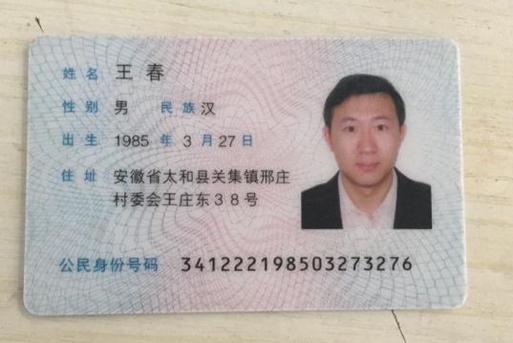 姓名 王春
性别 男 民族 汉
出生 1985 年 3 月 27 日
住址 安徽省太和县关集镇邢庄
村委会王庄东38号
公民身份号码 341222198503273276